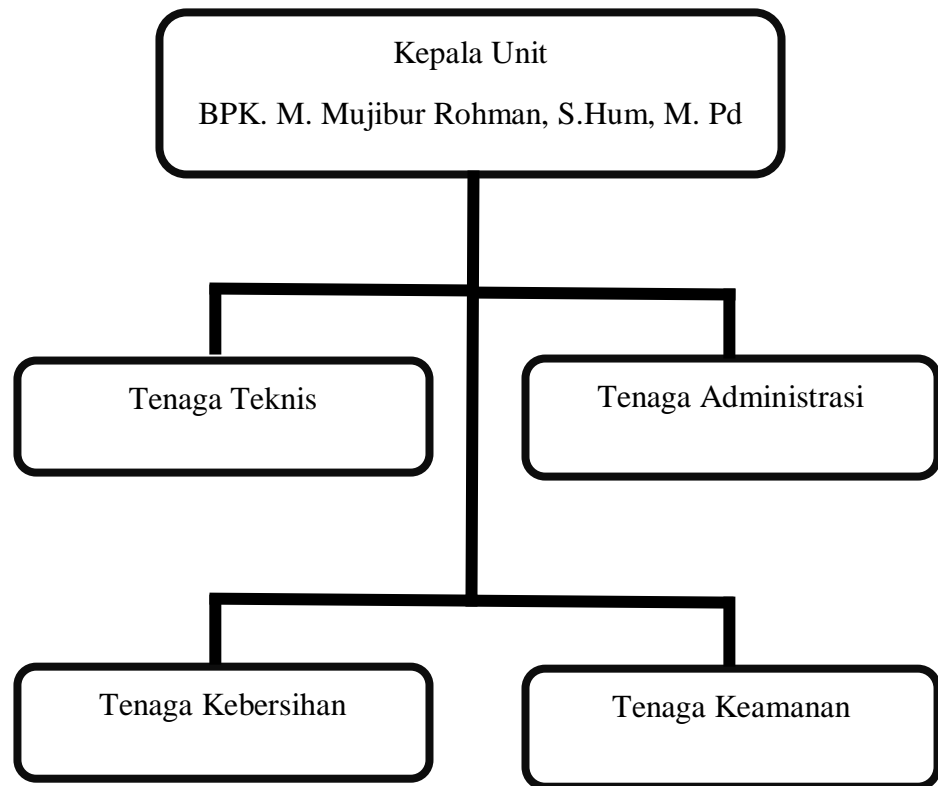 Kepala Unit
BPK. M. Mujibur Rohman, S.Hum, M. Pd
Tenaga Teknis
Tenaga Administrasi
Tenaga Kebersihan
Tenaga Keamanan